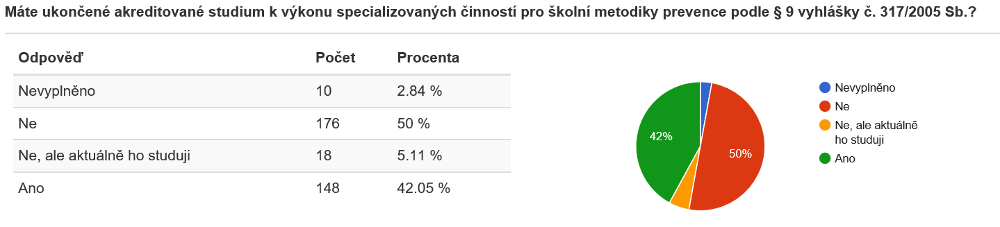 Máte ukončené akreditované studium k výkonu specializovaných činností pro školní metodiky prevence podle § 9 vyhlášky č. 317/2005 Sb.?
Odpověď Počet Procenta
Nevyplněno 10 2.84 %
Ne 176 50 %
Ne, ale aktuálně ho studuji 18 5.11 %
Ano 148 42.05 %
42%
50%
Nevyplněno
Ne
Ne, ale aktuálně
ho studuji
Ano